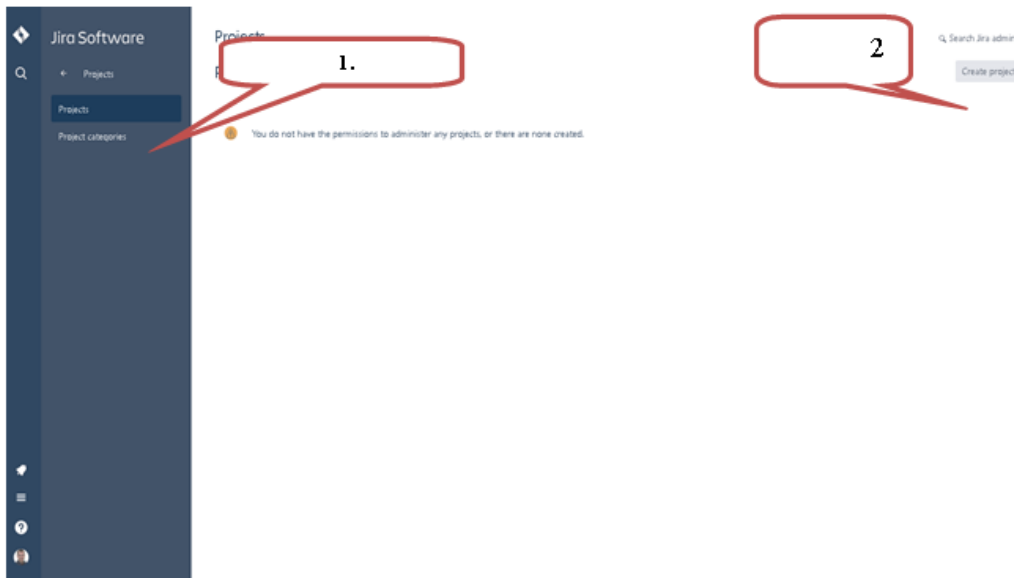 Jira Software
Projects
Projects
Project categories
Projects
1.
2
Search Jira admin
Create project
You do not have the permissions to administer any projects, or there are none created.